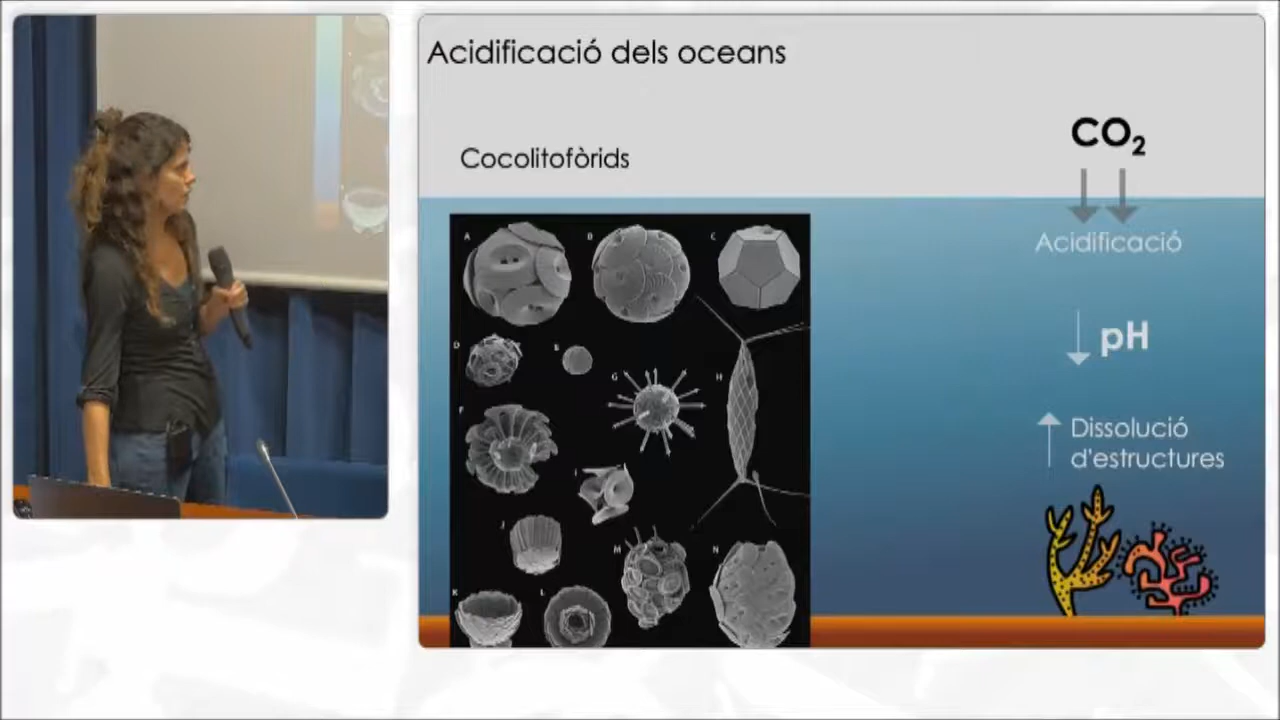 Acidificació dels oceans
Cocolitofòrids
CO₂
Acidificació
pH
Dissolució
d'estructures
A
B
C
D
E
G
H
F
I
J
M
N
K
L